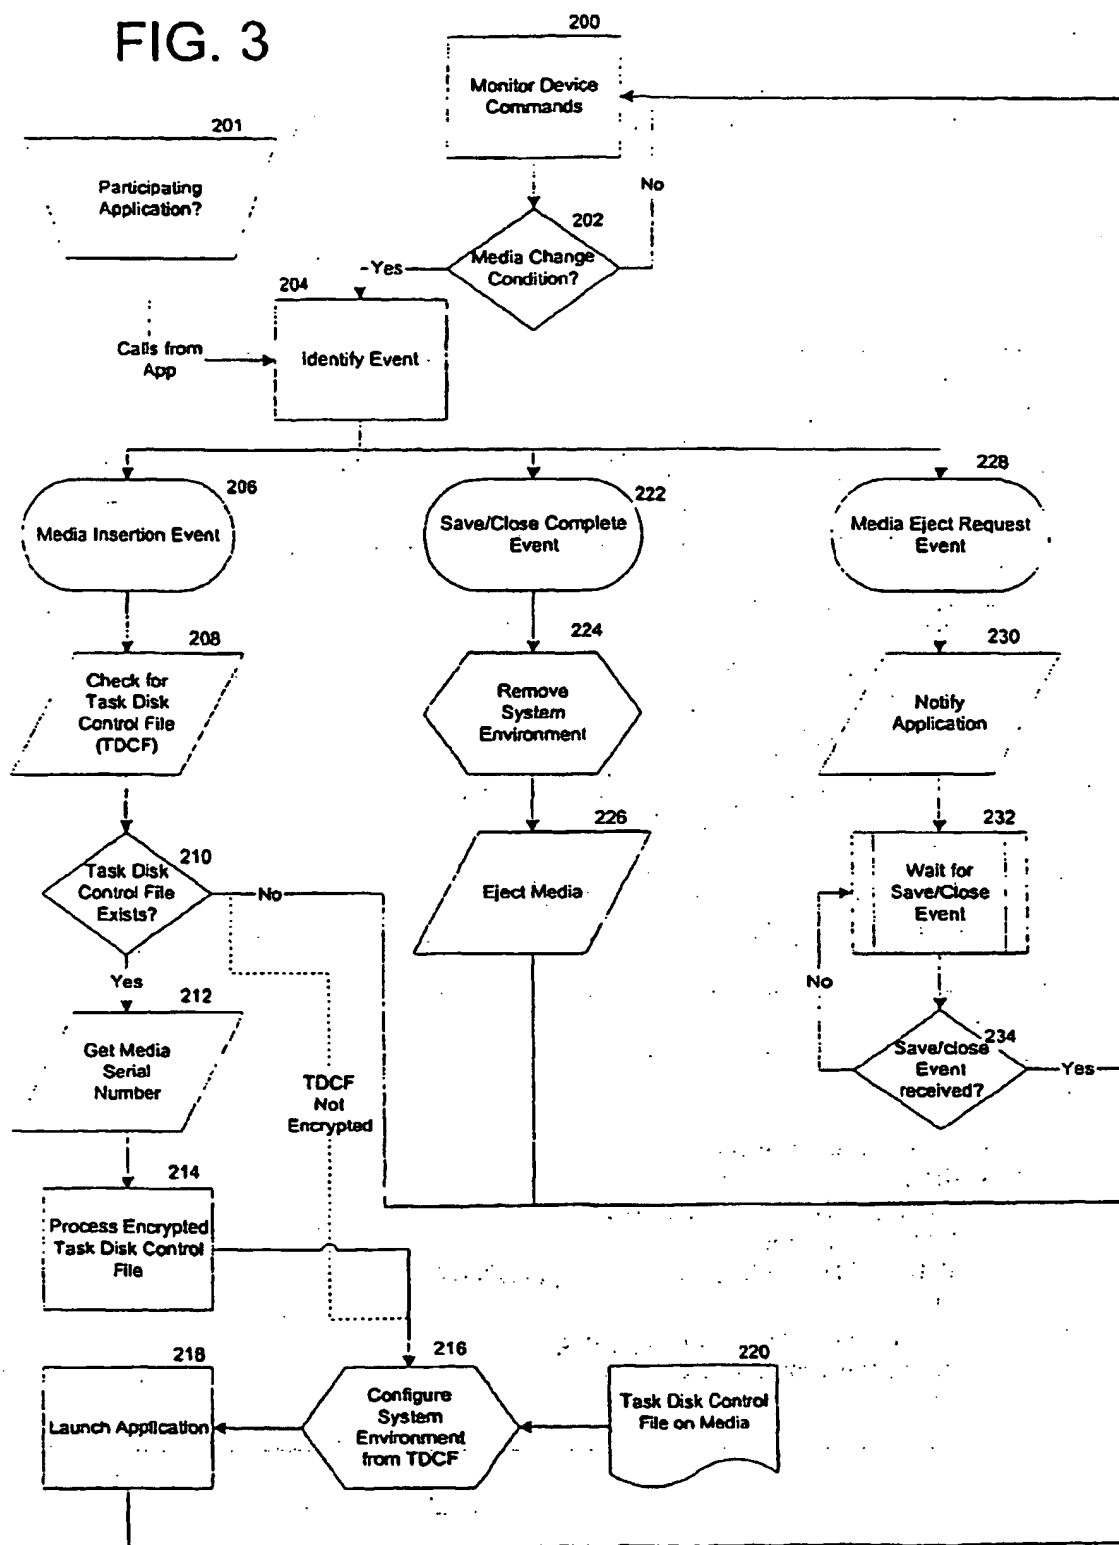 FIG. 3
200
Monitor Device
Commands
201
Participating
Application?
No
202
Media Change
Condition?
Yes
204
Identify Event
Calls from
App
206
Media Insertion Event
222
Save/Close Complete
Event
228
Media Eject Request
Event
208
Check for
Task Disk
Control File
(TDCF)
224
Remove
System
Environment
230
Notify
Application
210
Task Disk
Control File
Exists?
No
226
Eject Media
232
Wait for
Save/Close
Event
Yes
No
212
Get Media
Serial
Number
TDCF
Not
Encrypted
234
Save/close
Event
received?
Yes
214
Process Encrypted
Task Disk Control
File
218
Launch Application
216
Configure
System
Environment
from TDCF
220
Task Disk Control
File on Media